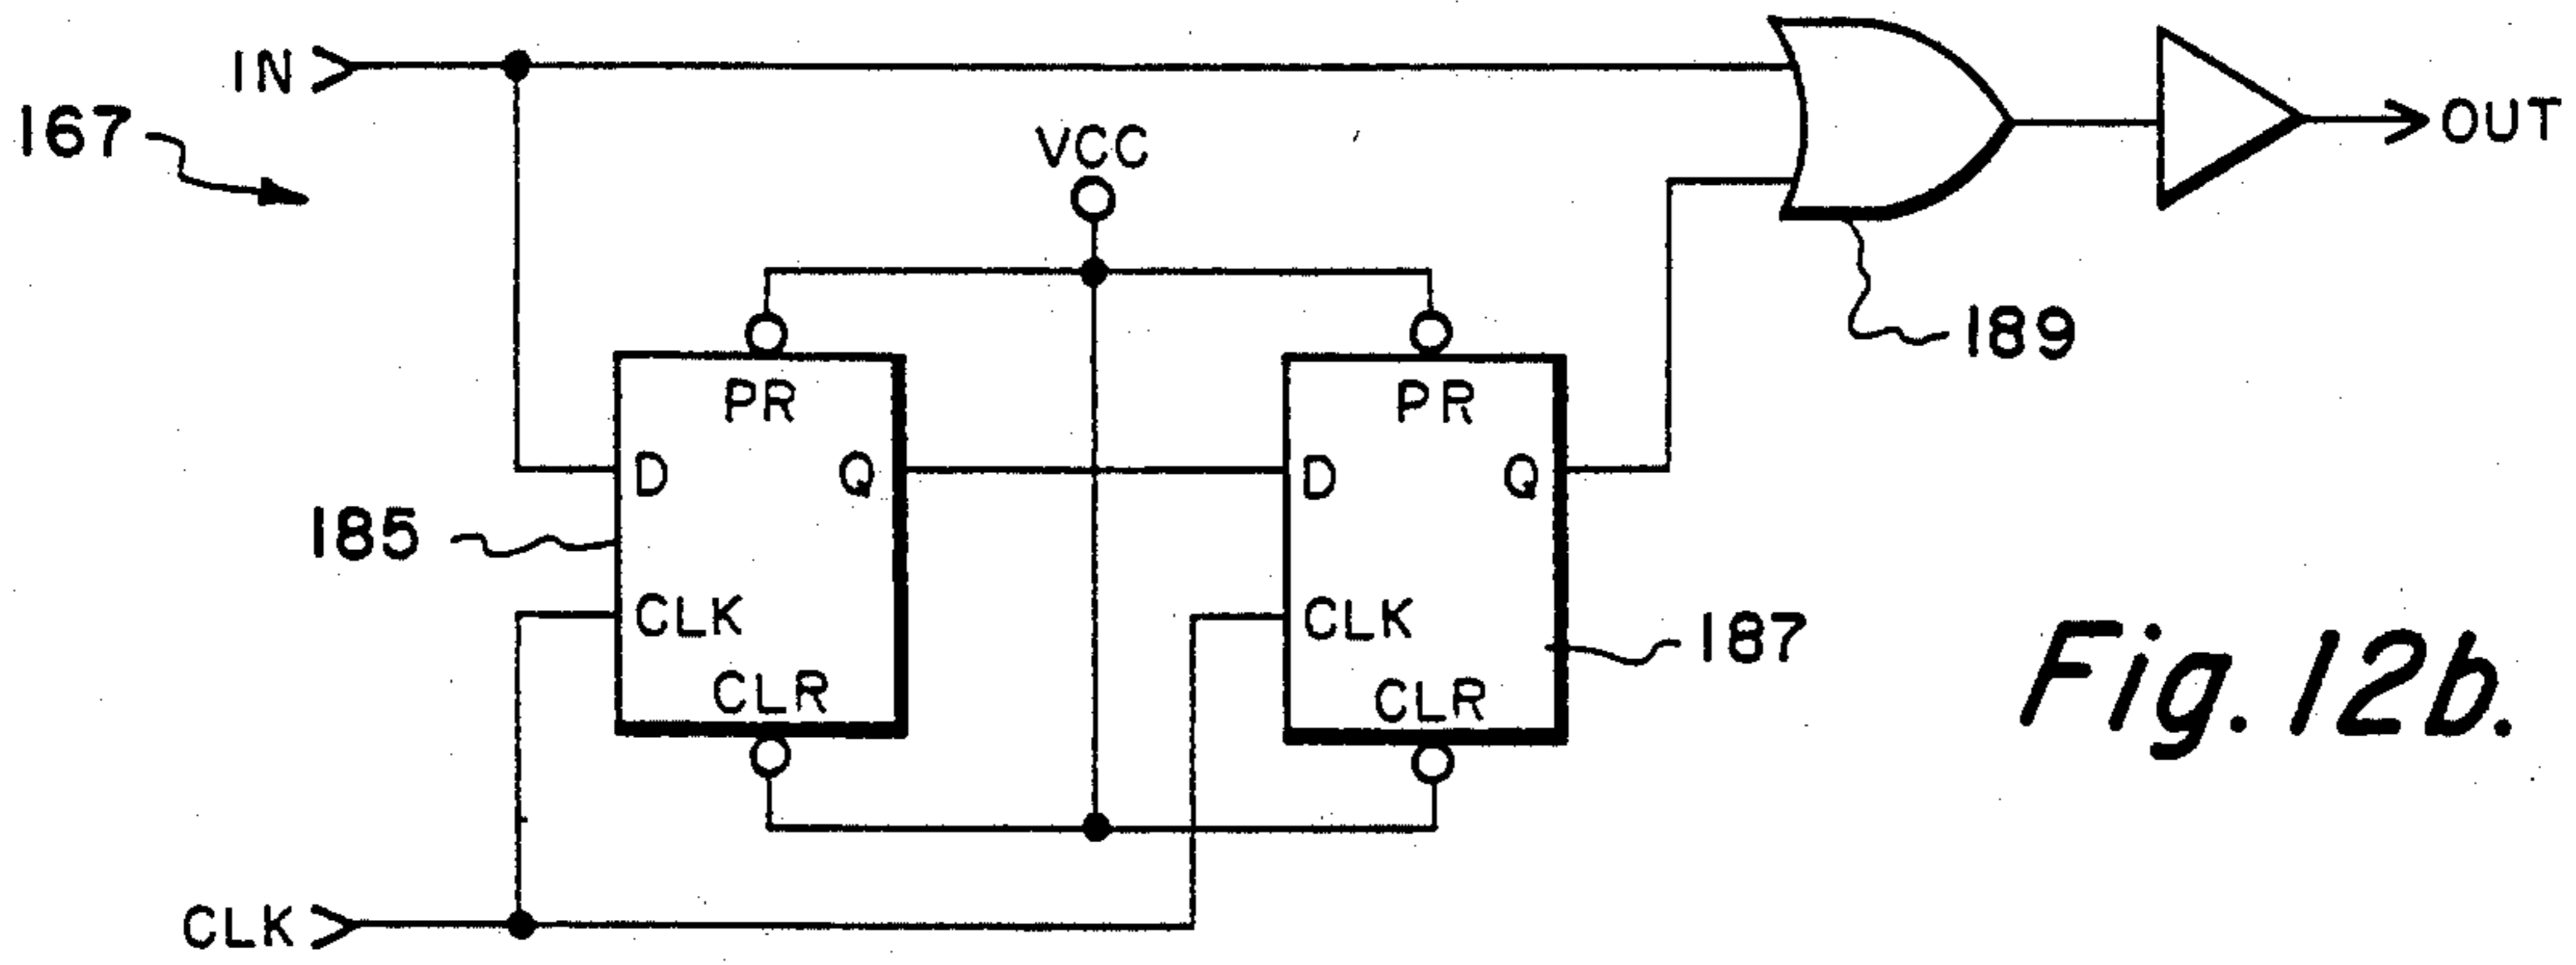 IN
167
VCC
OUT
189
PR
PR
D
Q
D
Q
185
CLK
CLK
187
CLR
CLR
Fig. 12b.
CLK